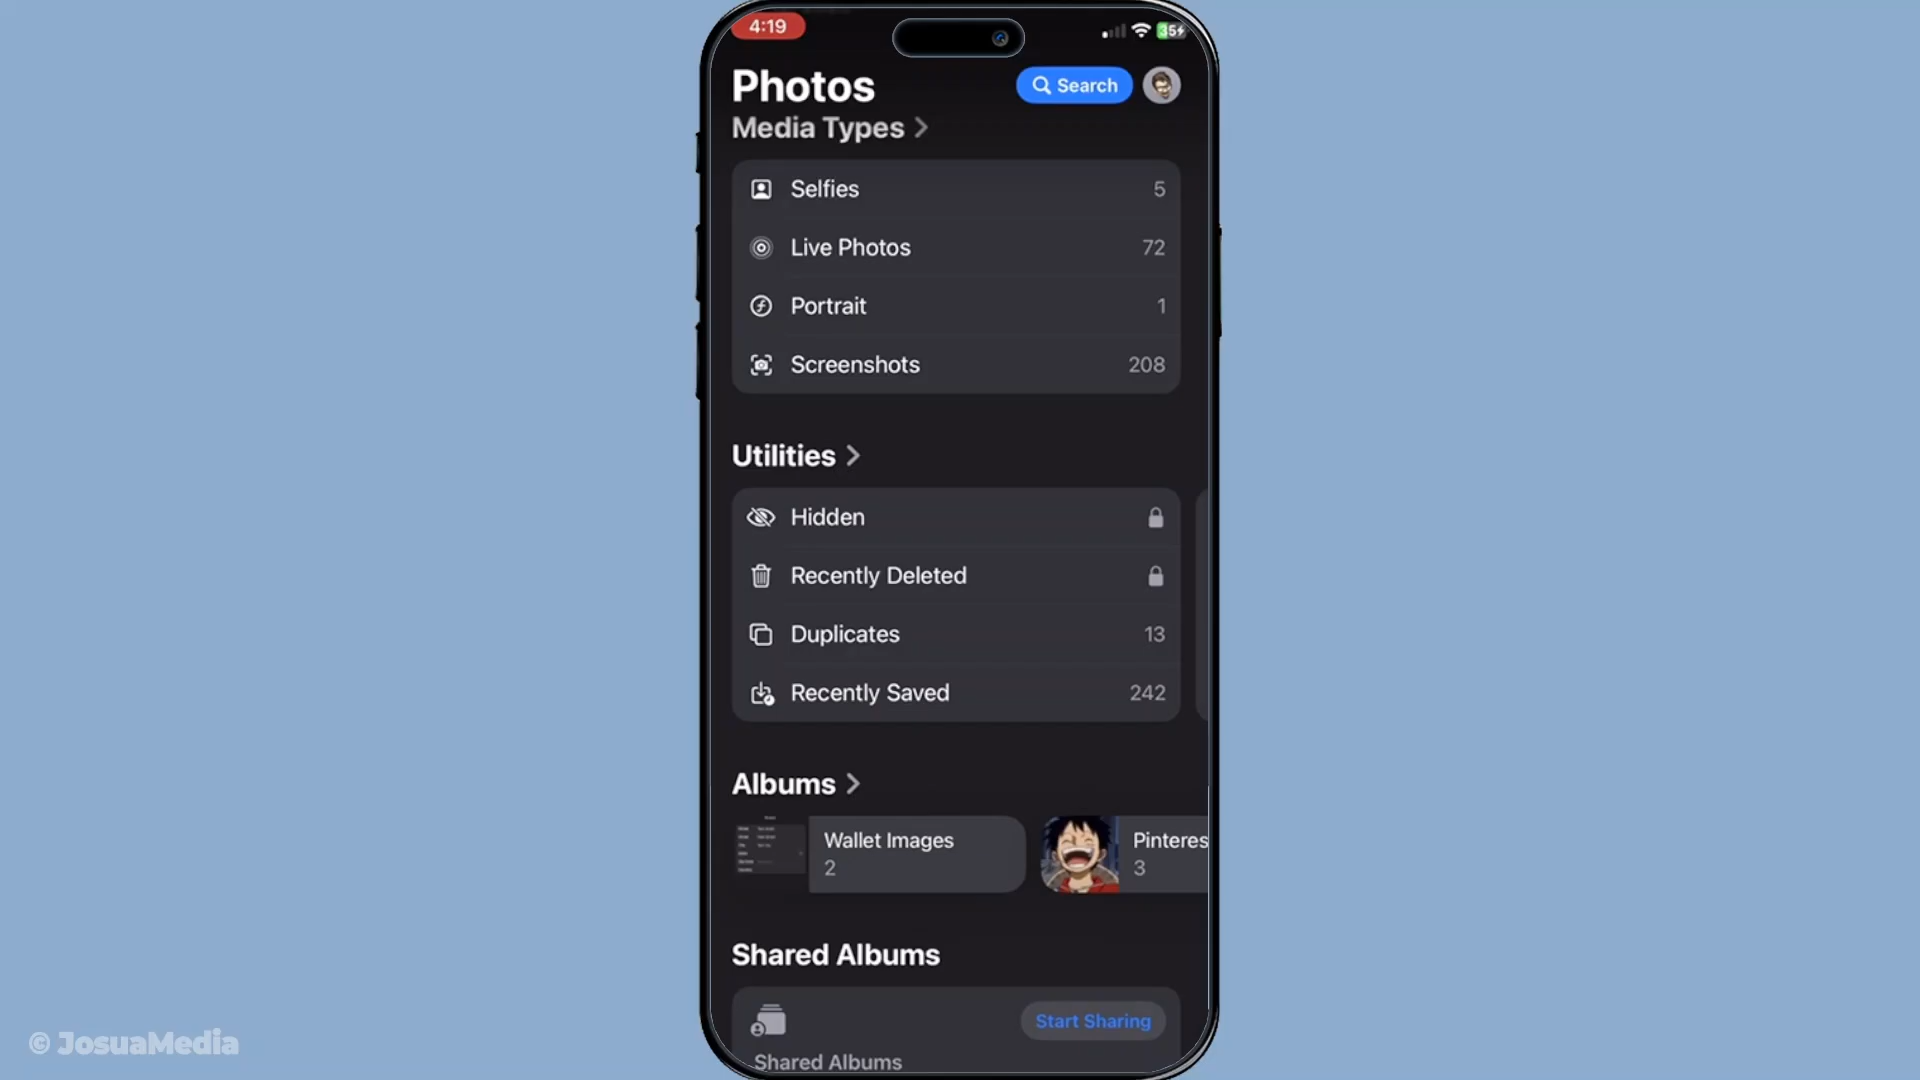 4:19
35
Photos
Search
Media Types
Selfies 5
Live Photos 72
Portrait 1
Screenshots 208
Utilities
Hidden
Recently Deleted
Duplicates 13
Recently Saved 242
Albums
Wallet Images
2
Pinteres
3
Shared Albums
Start Sharing
Shared Albums
© JosuaMedia